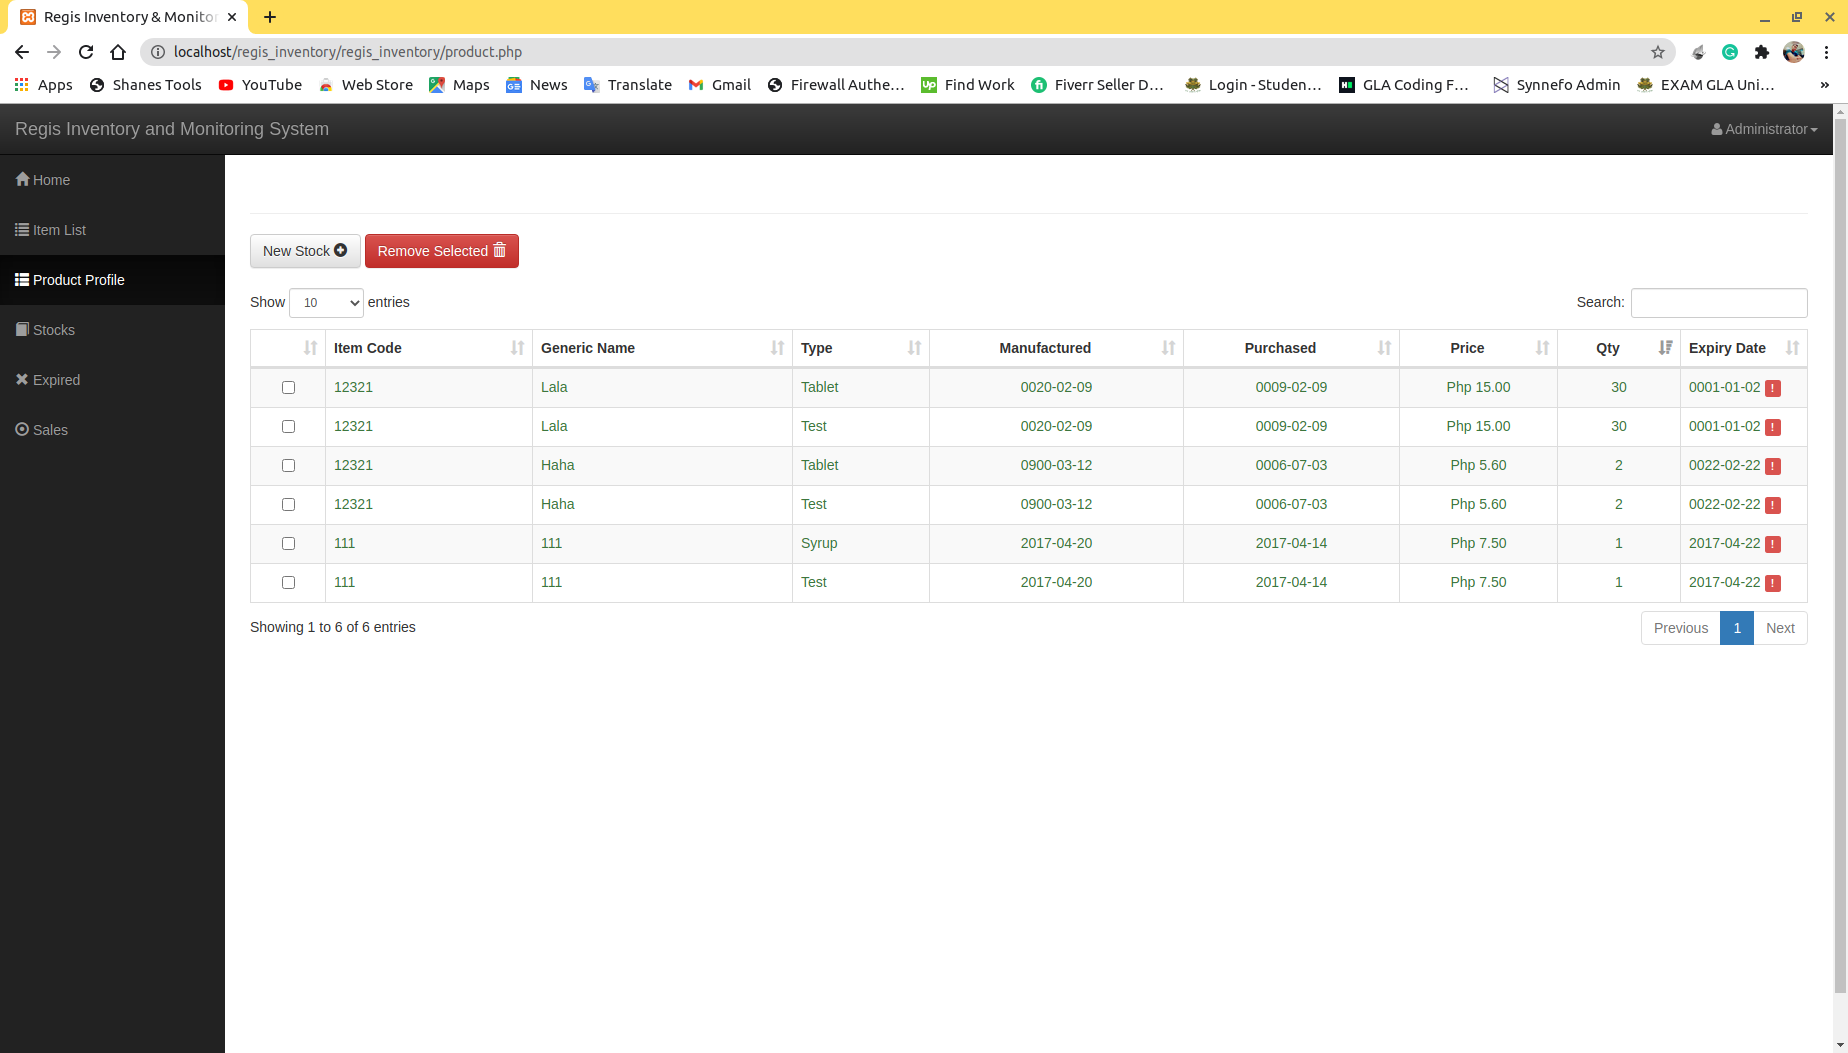 Regis Inventory & Monitor
localhost/regis_inventory/regis_inventory/product.php
Apps Shanes Tools YouTube Web Store Maps News Translate Gmail Firewall Authe... Find Work Fiverr Seller D... Login - Studen... GLA Coding F... Synnefo Admin EXAM GLA Uni... »
Regis Inventory and Monitoring System Administrator
Home
Item List
Product Profile
Stocks
Expired
Sales
New Stock Remove Selected
Show 10 entries Search:
Item Code Generic Name Type Manufactured Purchased Price Qty Expiry Date
12321 Lala Tablet 0020-02-09 0009-02-09 Php 15.00 30 0001-01-02 !
12321 Lala Test 0020-02-09 0009-02-09 Php 15.00 30 0001-01-02 !
12321 Haha Tablet 0900-03-12 0006-07-03 Php 5.60 2 0022-02-22 !
12321 Haha Test 0900-03-12 0006-07-03 Php 5.60 2 0022-02-22 !
111 111 Syrup 2017-04-20 2017-04-14 Php 7.50 1 2017-04-22 !
111 111 Test 2017-04-20 2017-04-14 Php 7.50 1 2017-04-22 !
Showing 1 to 6 of 6 entries Previous 1 Next